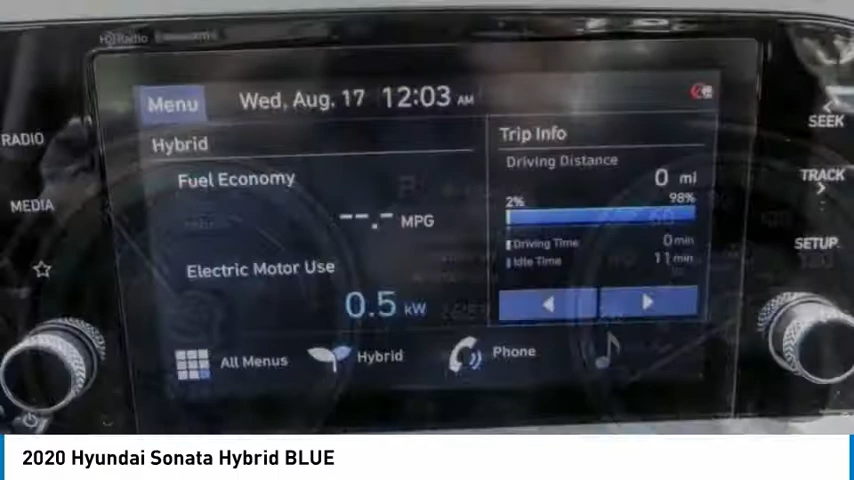 HD Radio
RADIO
MEDIA
Menu
Wed, Aug. 17 12:03 AM
Hybrid
Fuel Economy
--.- MPG
Electric Motor Use
0.5 kW
Trip Info
Driving Distance
0 mi
2% 98%
Driving Time 0 min
Idle Time 11 min
All Menus
Hybrid
Phone
SEEK
TRACK
SETUP
2020 Hyundai Sonata Hybrid BLUE